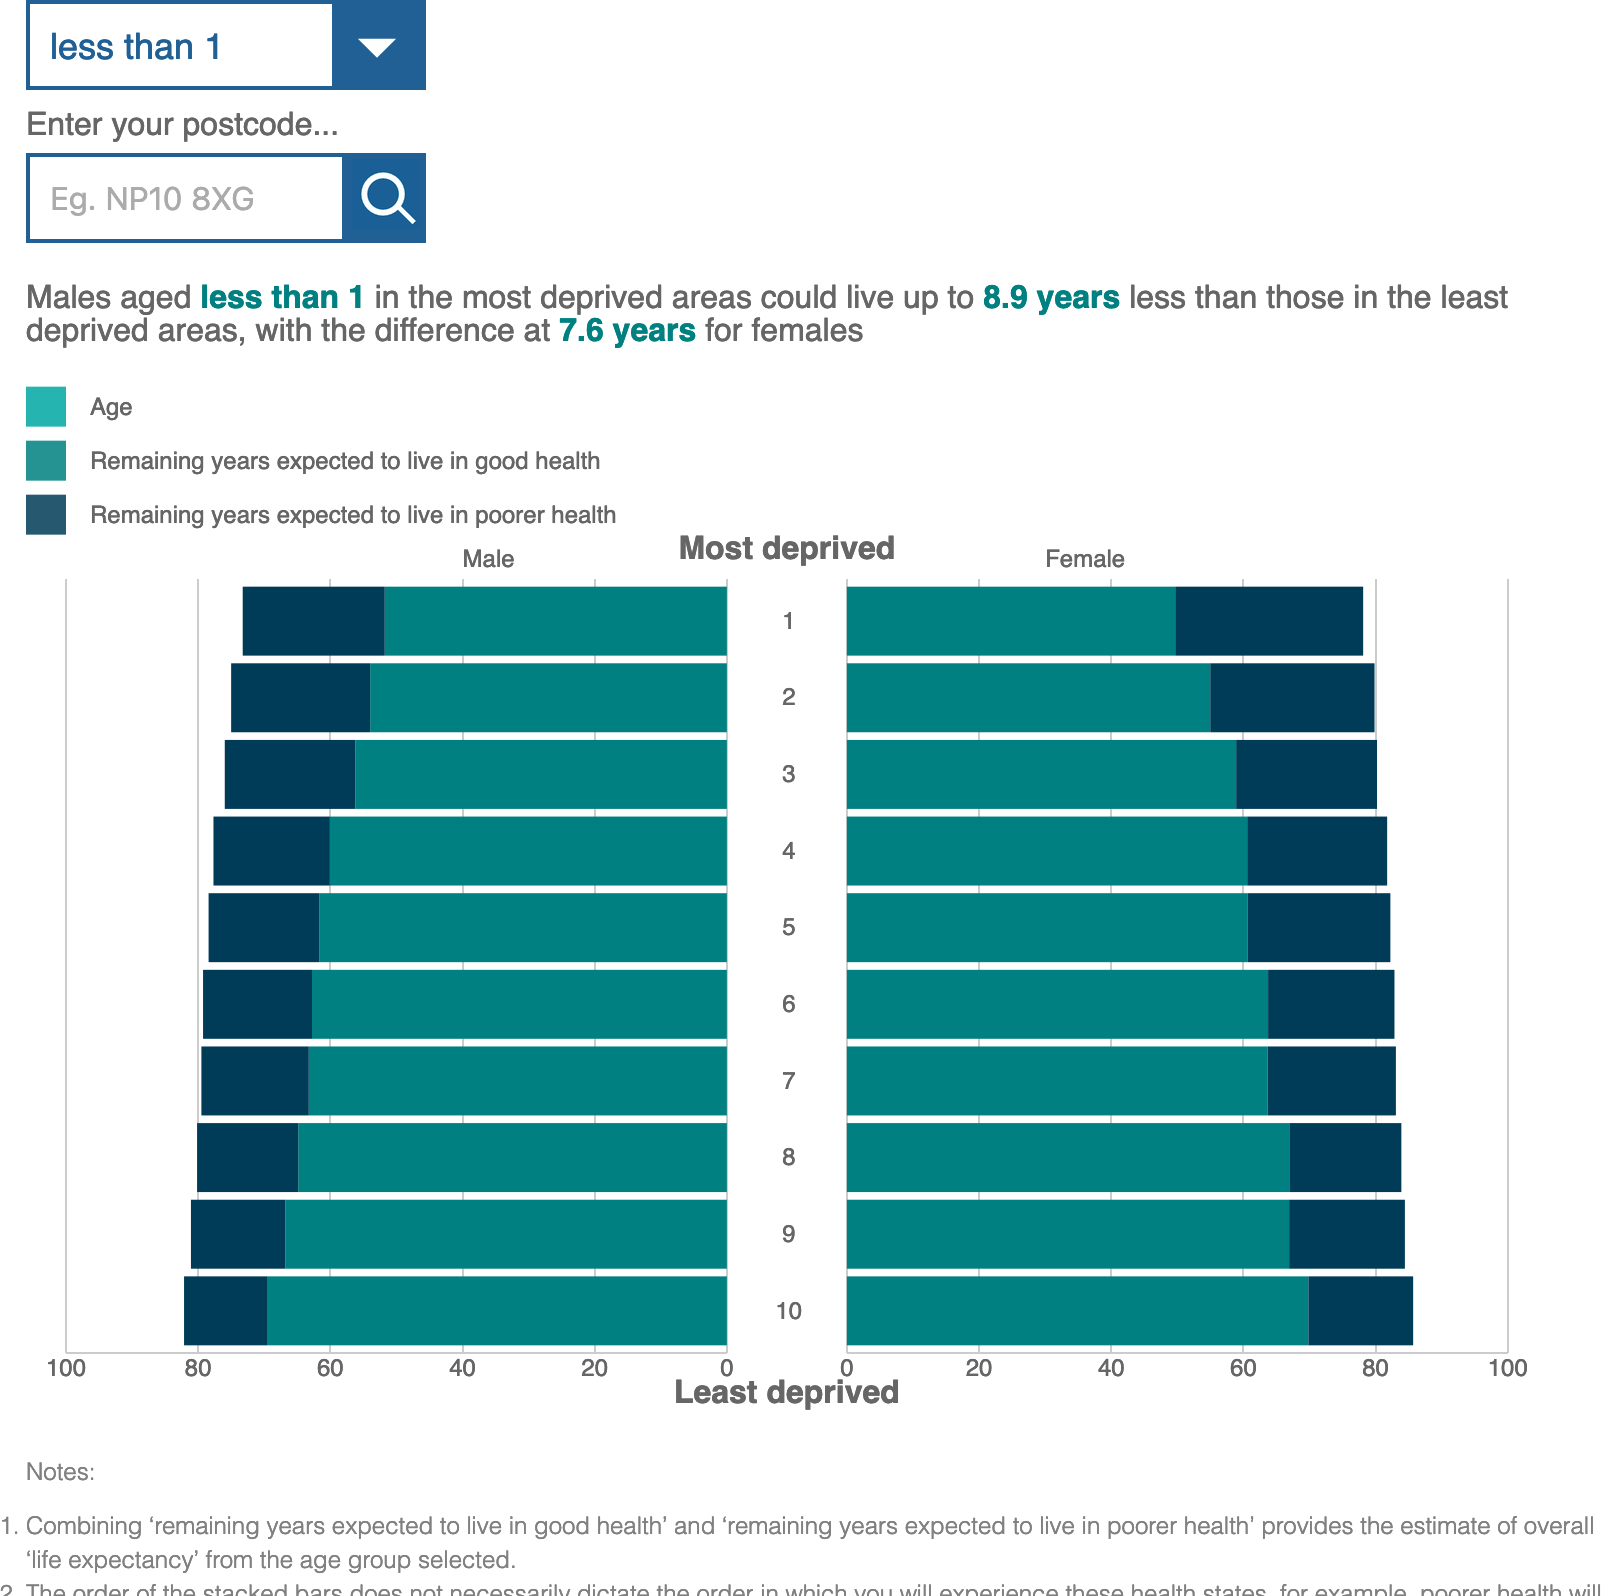 less than 1
Enter your postcode...
Eg. NP10 8XG
Males aged less than 1 in the most deprived areas could live up to 8.9 years less than those in the least
deprived areas, with the difference at 7.6 years for females
Age
Remaining years expected to live in good health
Remaining years expected to live in poorer health
Most deprived
Male
Female
1
2
3
4
5
6
7
8
9
10
100 80 60 40 20 0 0 20 40 60 80 100
Least deprived
Notes:
1. Combining ‘remaining years expected to live in good health’ and ‘remaining years expected to live in poorer health’ provides the estimate of overall
‘life expectancy’ from the age group selected.
2. The order of the stacked bars does not necessarily dictate the order in which you will experience these health states, for example, poorer health will